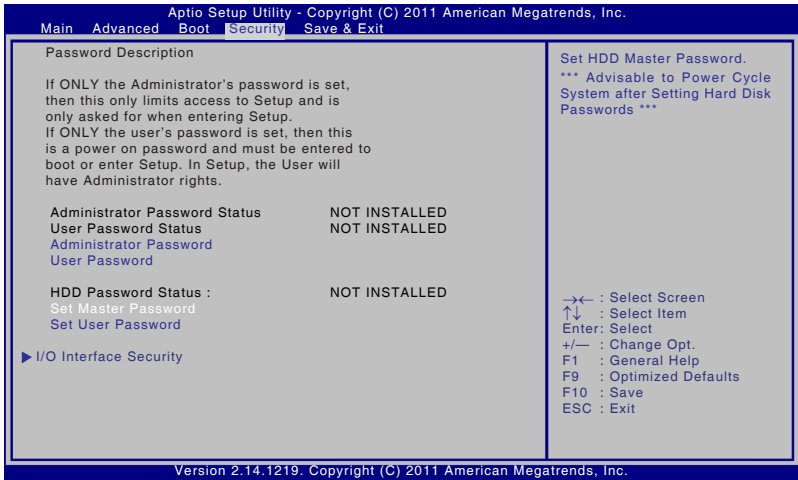 Aptio Setup Utility - Copyright (C) 2011 American Megatrends, Inc.
Main Advanced Boot Security Save & Exit
Password Description
If ONLY the Administrator's password is set,
then this only limits access to Setup and is
only asked for when entering Setup.
If ONLY the user's password is set, then this
is a power on password and must be entered to
boot or enter Setup. In Setup, the User will
have Administrator rights.
Administrator Password Status NOT INSTALLED
User Password Status NOT INSTALLED
Administrator Password
User Password
HDD Password Status : NOT INSTALLED
Set Master Password
Set User Password
I/O Interface Security
Set HDD Master Password.
*** Advisable to Power Cycle
System after Setting Hard Disk
Passwords ***
→← : Select Screen
↑↓ : Select Item
Enter: Select
+/— : Change Opt.
F1 : General Help
F9 : Optimized Defaults
F10 : Save
ESC : Exit
Version 2.14.1219. Copyright (C) 2011 American Megatrends, Inc.